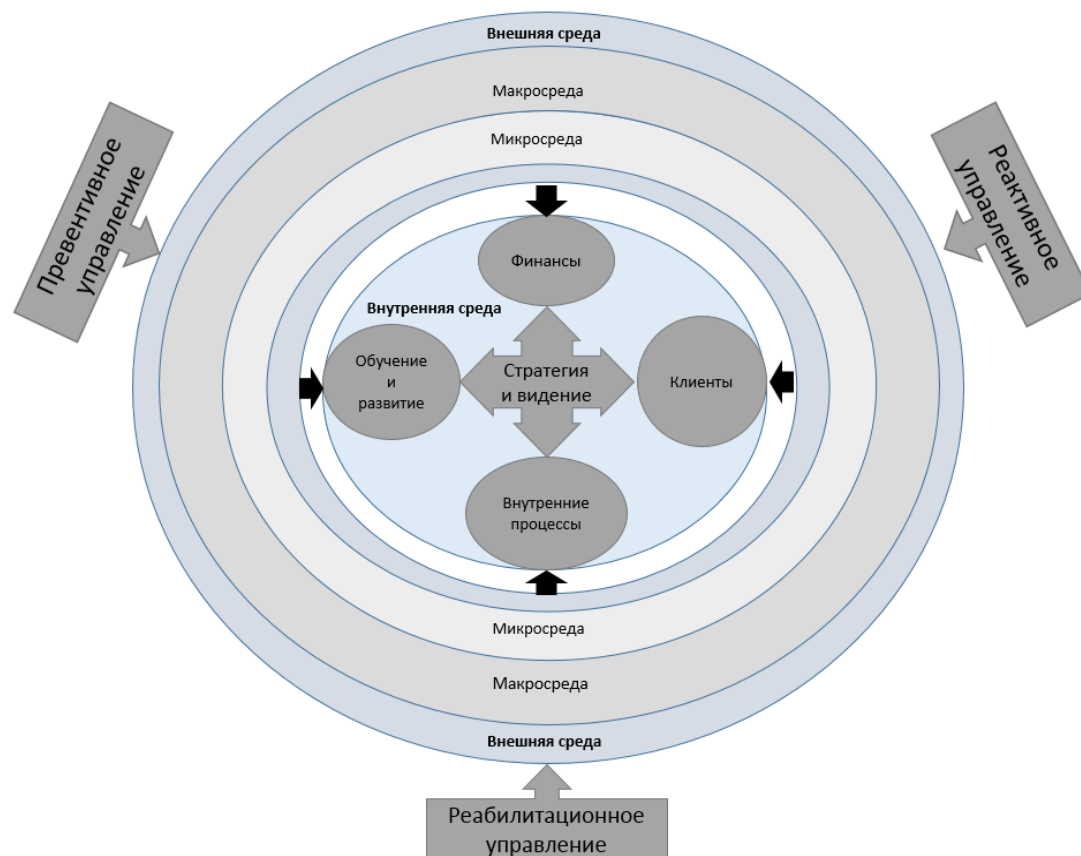 Внешняя среда
Макросреда
Микросреда
Превентивное
управление
Реактивное
управление
Финансы
Внутренняя среда
Обучение
и
развитие
Стратегия
и видение
Клиенты
Внутренние
процессы
Микросреда
Макросреда
Внешняя среда
Реабилитационное
управление